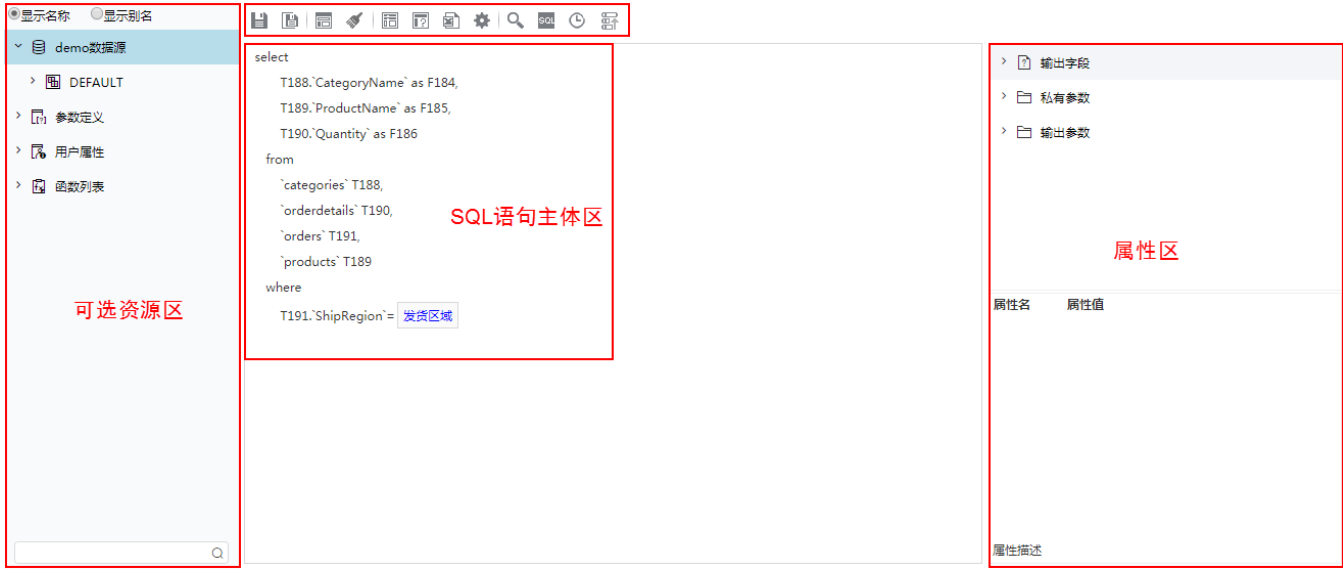 显示名称 显示别名
demo数据源
DEFAULT
参数定义
用户属性
函数列表
可选资源区
SQL
select
T188.`CategoryName` as F184,
T189.`ProductName` as F185,
T190.`Quantity` as F186
from
`categories` T188,
`orderdetails` T190,
`orders` T191,
`products` T189
where
T191.`ShipRegion`= 发货区域
SQL语句主体区
输出字段
私有参数
输出参数
属性区
属性名 属性值
属性描述